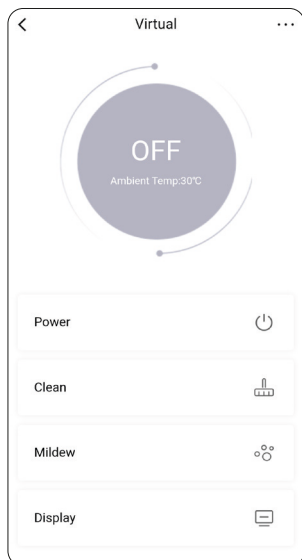 Virtual
OFF
Ambient Temp:30℃
Power
Clean
Mildew
Display